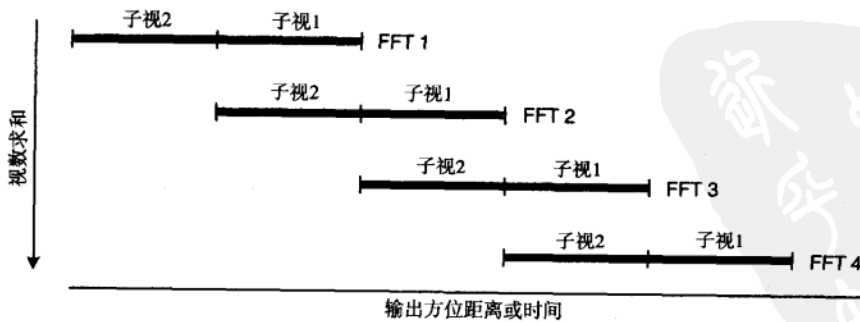 子视2 子视1 FFT 1
子视2 子视1 FFT 2
子视2 子视1 FFT 3
子视2 子视1 FFT 4
视数求和
输出方位距离或时间